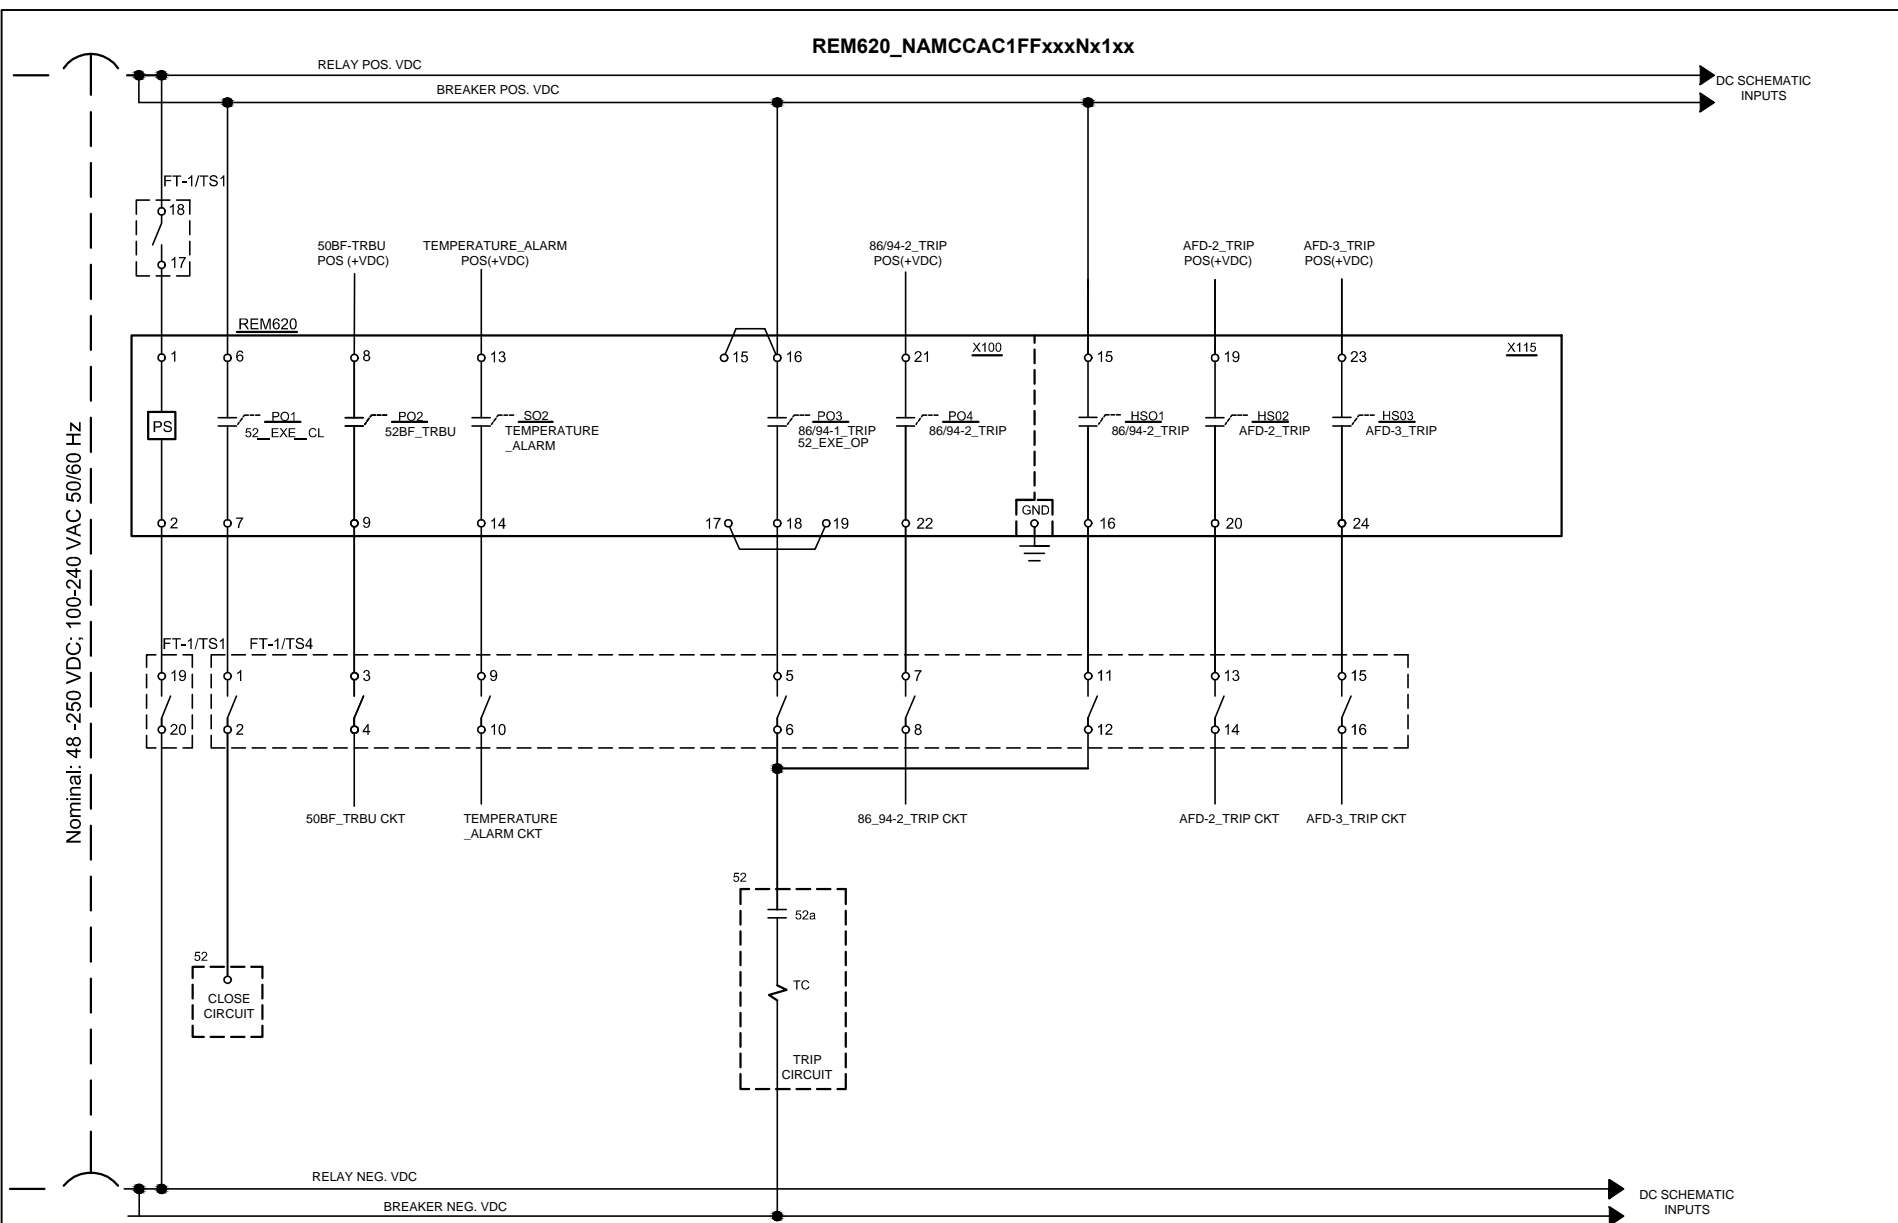 REM620_NAMCCAC1FFxxxNx1xx
RELAY POS. VDC
BREAKER POS. VDC
DC SCHEMATIC
INPUTS
FT-1/TS1
18
17
50BF-TRBU
POS (+VDC)
TEMPERATURE_ALARM
POS(+VDC)
86/94-2_TRIP
POS(+VDC)
AFD-2_TRIP
POS(+VDC)
AFD-3_TRIP
POS(+VDC)
REM620
X100
X115
1
6
8
13
15
16
21
15
19
23
PS
PO1
52__EXE__CL
PO2
52BF_TRBU
SO2
TEMPERATURE
_ALARM
PO3
86/94-1_TRIP
52_EXE_OP
PO4
86/94-2_TRIP
HSO1
86/94-2_TRIP
HS02
AFD-2_TRIP
HS03
AFD-3_TRIP
GND
2
7
9
14
17
18
19
22
16
20
24
Nominal: 48 -250 VDC; 100-240 VAC 50/60 Hz
FT-1/TS1
FT-1/TS4
19
1
3
9
5
7
11
13
15
20
2
4
10
6
8
12
14
16
50BF_TRBU CKT
TEMPERATURE
_ALARM CKT
86_94-2_TRIP CKT
AFD-2_TRIP CKT
AFD-3_TRIP CKT
52
52a
TC
TRIP
CIRCUIT
52
CLOSE
CIRCUIT
RELAY NEG. VDC
BREAKER NEG. VDC
DC SCHEMATIC
INPUTS